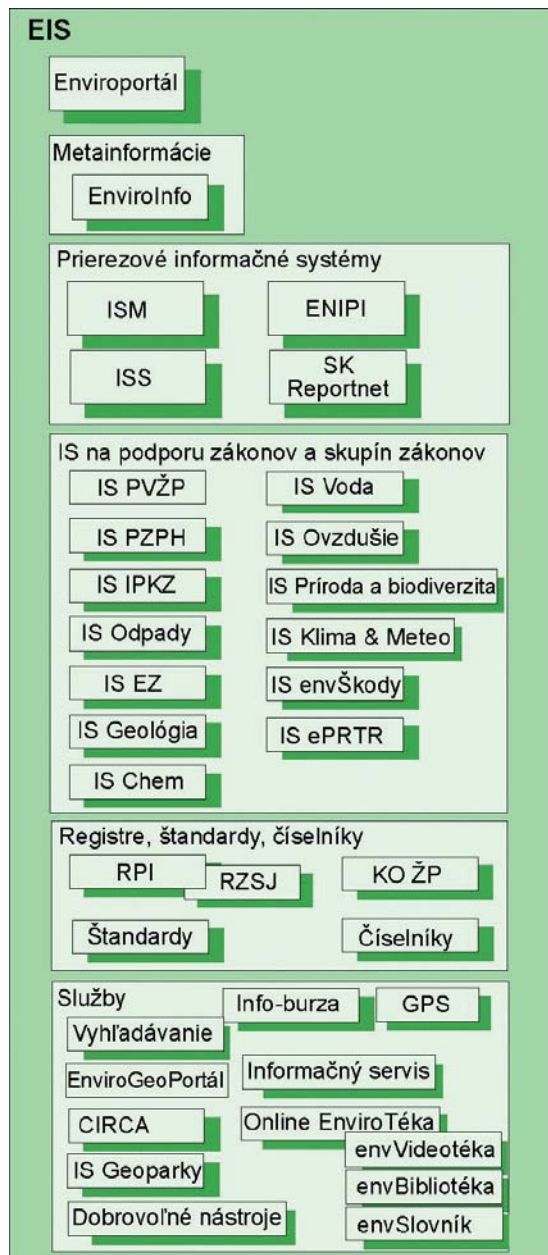 EIS
Enviroportál
Metainformácie
EnviroInfo
Prierezové informačné systémy
ISM
ENIPI
ISS
SK
Reportnet
IS na podporu zákonov a skupín zákonov
IS PVŽP
IS Voda
IS PZPH
IS Ovzdušie
IS IPKZ
IS Príroda a biodiverzita
IS Odpady
IS Klima & Meteo
IS EZ
IS envŠkody
IS Geológia
IS ePRTR
IS Chem
Registre, štandardy, číselníky
RPI
RZSJ
KO ŽP
Štandardy
Číselníky
Služby
Info-burza
GPS
Vyhľadávanie
EnviroGeoPortál
Informačný servis
CIRCA
Online EnviroTéka
envVideotéka
IS Geoparky
envBibliotéka
Dobrovoľné nástroje
envSlovník